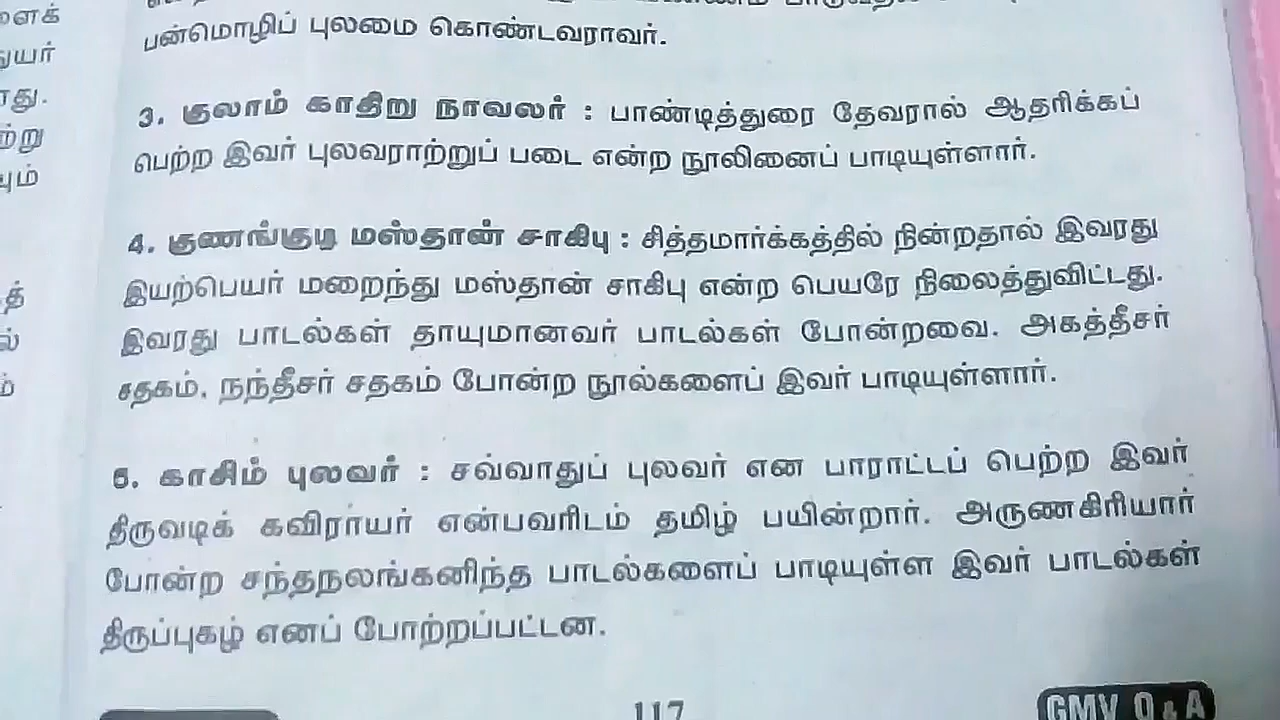 பன்மொழிப் புலமை கொண்டவராவர்.
3. குலாம் காதிறு நாவலர் : பாண்டித்துரை தேவரால் ஆதரிக்கப்
பெற்ற இவர் புலவராற்றுப் படை என்ற நூலினைப் பாடியுள்ளார்.
4. குணங்குடி மஸ்தான் சாகிபு : சித்தமார்க்கத்தில் நின்றதால் இவரது
இயற்பெயர் மறைந்து மஸ்தான் சாகிபு என்ற பெயரே நிலைத்துவிட்டது.
இவரது பாடல்கள் தாயுமானவர் பாடல்கள் போன்றவை. அகத்தீசர்
சதகம், நந்தீசர் சதகம் போன்ற நூல்களைப் இவர் பாடியுள்ளார்.
5. காசிம் புலவர் : சவ்வாதுப் புலவர் என பாராட்டப் பெற்ற இவர்
திருவடிக் கவிராயர் என்பவரிடம் தமிழ் பயின்றார். அருணகிரியார்
போன்ற சந்தநலங்கனிந்த பாடல்களைப் பாடியுள்ள இவர் பாடல்கள்
திருப்புகழ் எனப் போற்றப்பட்டன.
117
GMV Q & A